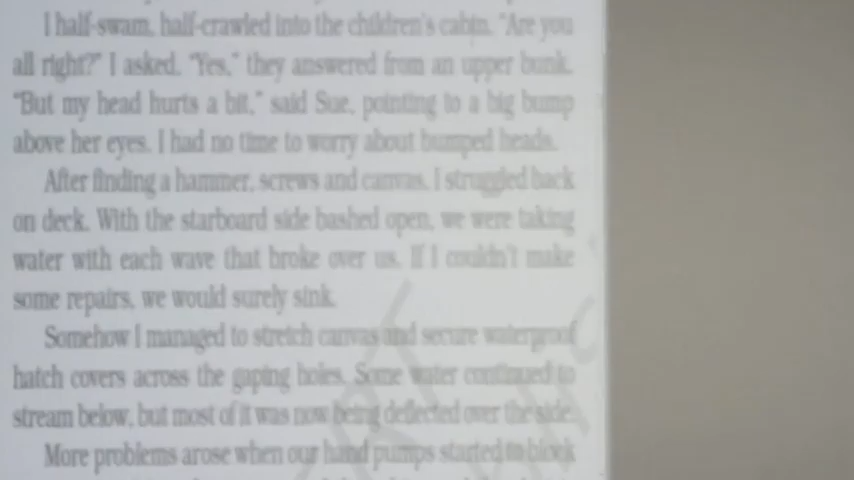 I half-swam, half-crawled into the children's cabin. "Are you
all right?" I asked. "Yes," they answered from an upper bunk.
"But my head hurts a bit," said Sue, pointing to a big bump
above her eyes. I had no time to worry about bumped heads.
After finding a hammer, screws and canvas, I struggled back
on deck. With the starboard side bashed open, we were taking
water with each wave that broke over us. If I couldn't make
some repairs, we would surely sink.
Somehow I managed to stretch canvas and secure waterproof
hatch covers across the gaping holes. Some water continued to
stream below, but most of it was now being deflected over the side.
More problems arose when our hand pumps started to block